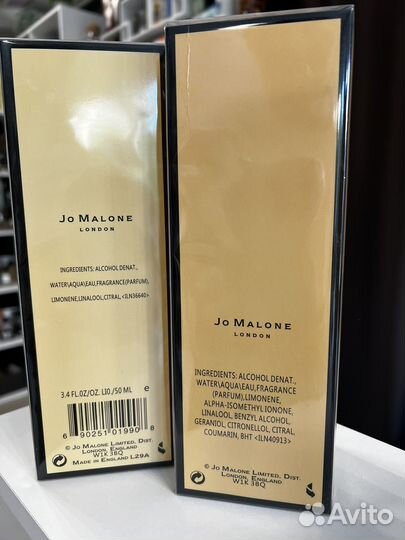 JO MALONE
LONDON
INGREDIENTS: ALCOHOL DENAT.,
WATER\AQUA\EAU,FRAGRANCE(PARFUM),
LIMONENE,LINALOOL,CITRAL,<ILN36640>
3.4 FL.OZ/OZ. LI0./50 ML e
6 90251 01990 8
© JO MALONE LIMITED, DIST.
LONDON, ENGLAND
W1K 3BQ
MADE IN ENGLAND L29A
JO MALONE
LONDON
INGREDIENTS: ALCOHOL DENAT.,
WATER\AQUA\EAU,FRAGRANCE
(PARFUM),LIMONENE,
ALPHA-ISOMETHYL IONONE,
LINALOOL, BENZYL ALCOHOL,
GERANIOL, CITRONELLOL, CITRAL,
COUMARIN, BHT <ILN40913>
© JO MALONE LIMITED, DIST.
LONDON, ENGLAND
W1K 3BQ
Avito